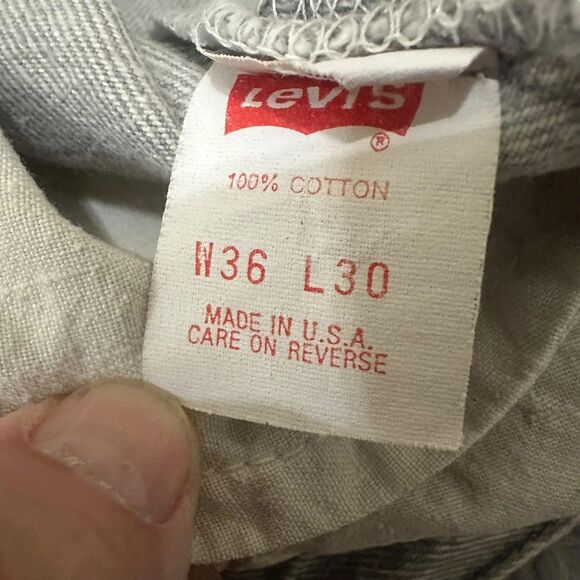 Levi's
®
100% COTTON
W36 L30
MADE IN U.S.A.
CARE ON REVERSE